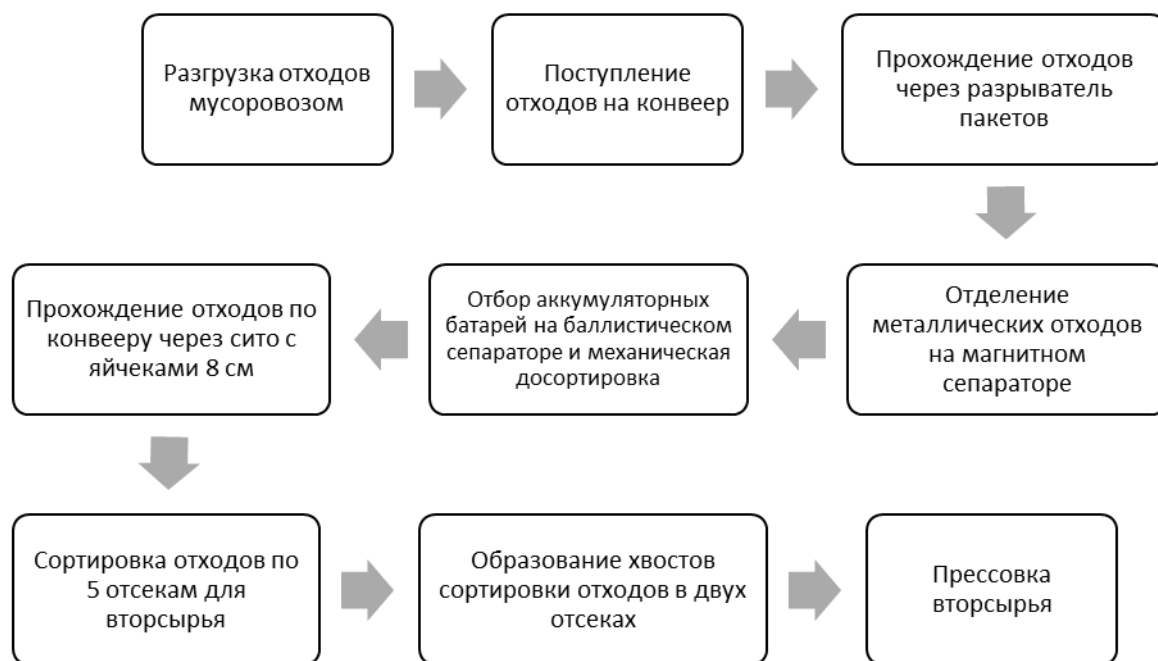 Разгрузка отходов
мусоровозом
Поступление
отходов на конвеер
Прохождение отходов
через разрыватель
пакетов
Отделение
металлических отходов
на магнитном
сепараторе
Отбор аккумуляторных
батарей на баллистическом
сепараторе и механическая
досортировка
Прохождение отходов по
конвееру через сито с
яйчеками 8 см
Сортировка отходов по
5 отсекам для
вторсырья
Образование хвостов
сортировки отходов в двух
отсеках
Прессовка
вторсырья